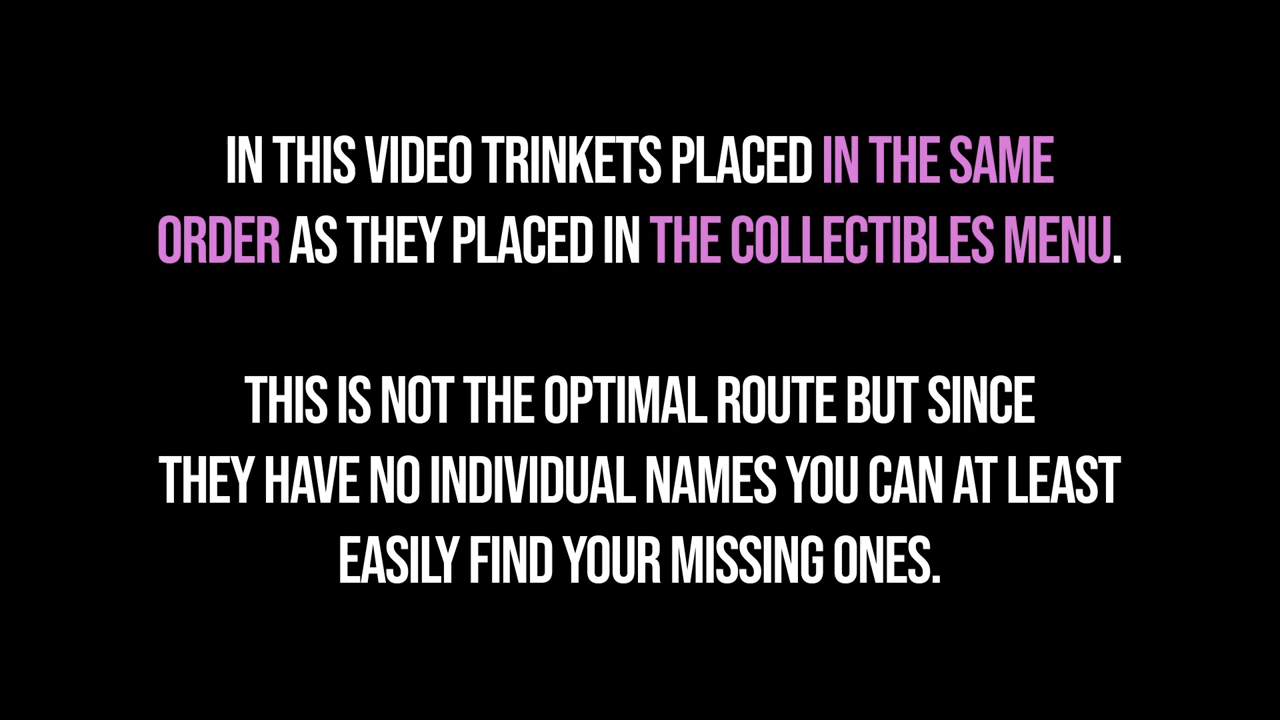 IN THIS VIDEO TRINKETS PLACED IN THE SAME
ORDER AS THEY PLACED IN THE COLLECTIBLES MENU.
THIS IS NOT THE OPTIMAL ROUTE BUT SINCE
THEY HAVE NO INDIVIDUAL NAMES YOU CAN AT LEAST
EASILY FIND YOUR MISSING ONES.